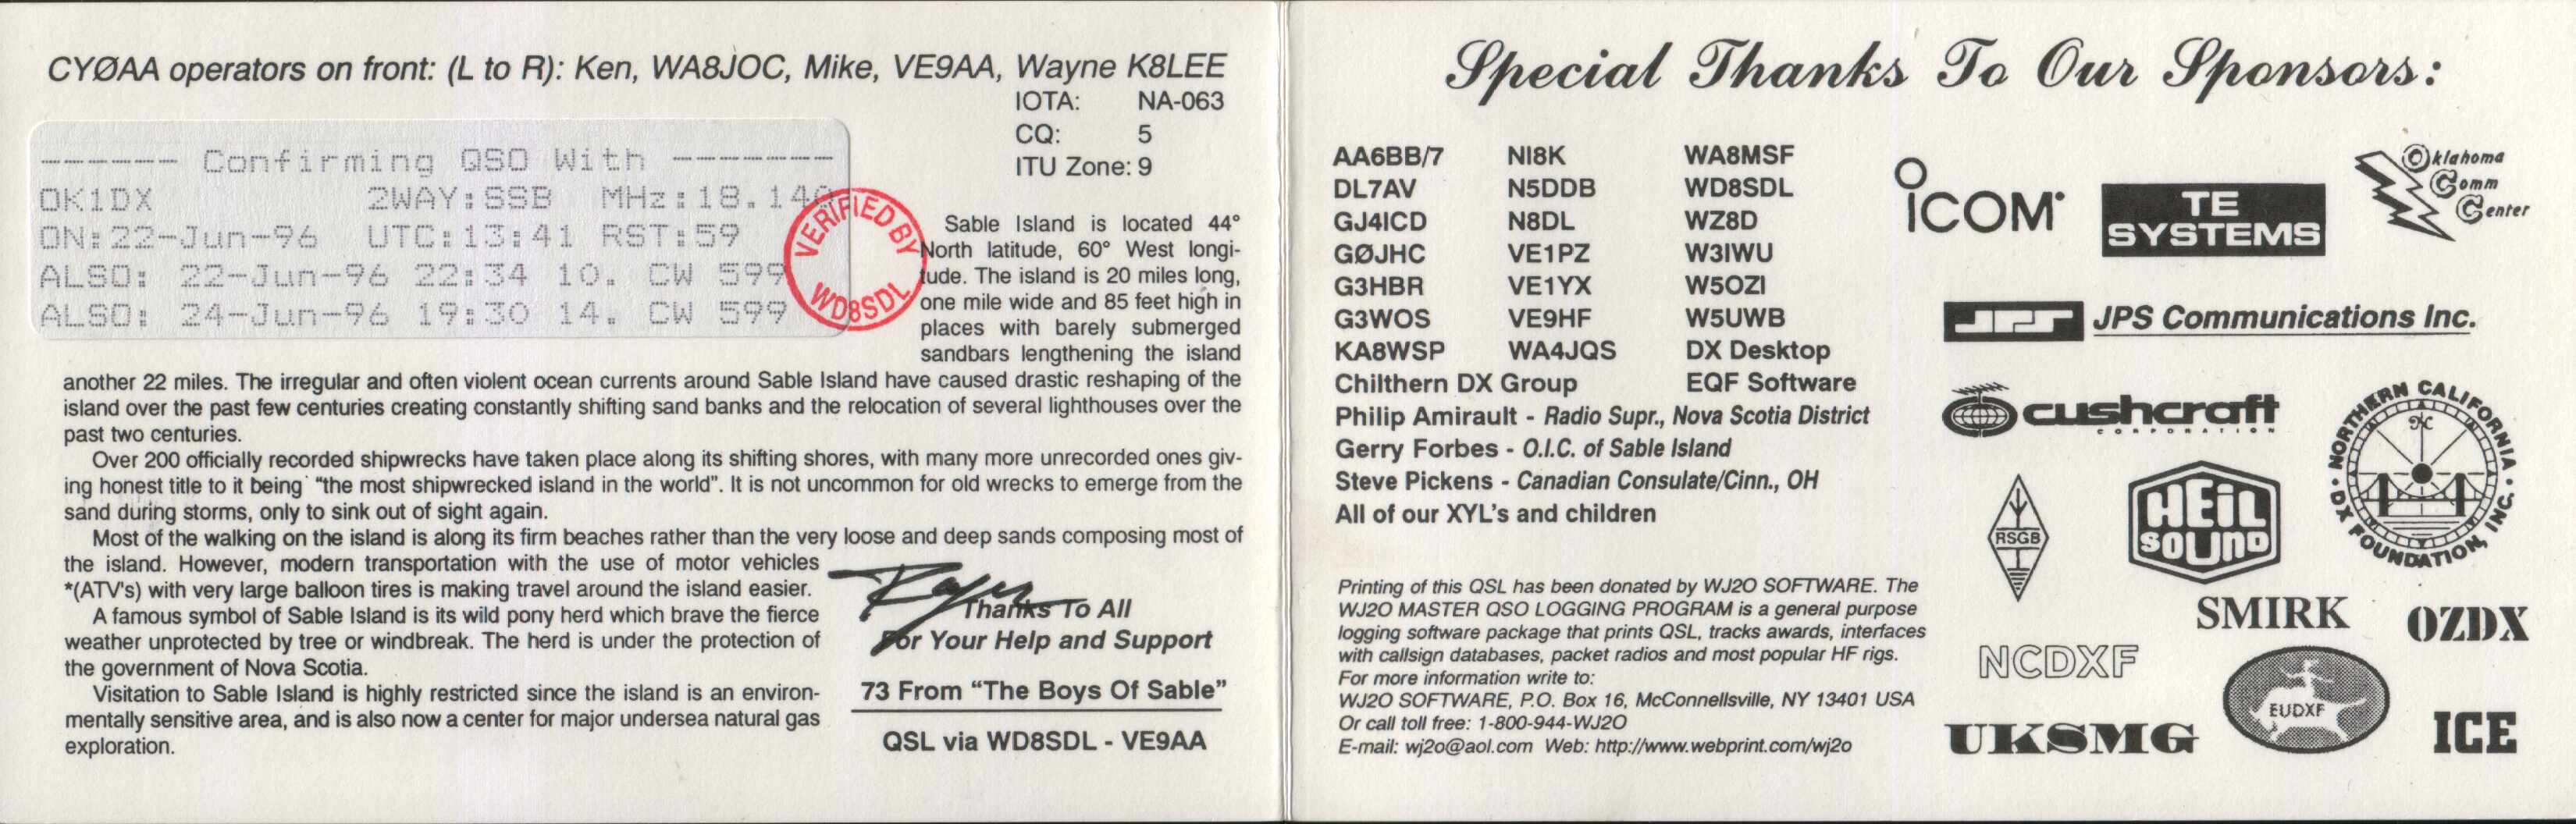 CYØAA operators on front: (L to R): Ken, WA8JOC, Mike, VE9AA, Wayne K8LEE
IOTA: NA-063
CQ: 5
ITU Zone: 9
------ Confirming QSO With -------
OK1DX 2WAY:SSB MHz:18.140
ON:22-Jun-96 UTC:13:41 RST:59
ALSO: 22-Jun-96 22:34 10. CW 599
ALSO: 24-Jun-96 19:30 14. CW 599
VERIFIED BY
WD8SDL
Sable Island is located 44°
North latitude, 60° West longi-
tude. The island is 20 miles long,
one mile wide and 85 feet high in
places with barely submerged
sandbars lengthening the island
another 22 miles. The irregular and often violent ocean currents around Sable Island have caused drastic reshaping of the
island over the past few centuries creating constantly shifting sand banks and the relocation of several lighthouses over the
past two centuries.
Over 200 officially recorded shipwrecks have taken place along its shifting shores, with many more unrecorded ones giv-
ing honest title to it being "the most shipwrecked island in the world". It is not uncommon for old wrecks to emerge from the
sand during storms, only to sink out of sight again.
Most of the walking on the island is along its firm beaches rather than the very loose and deep sands composing most of
the island. However, modern transportation with the use of motor vehicles
*(ATV's) with very large balloon tires is making travel around the island easier.
A famous symbol of Sable Island is its wild pony herd which brave the fierce
weather unprotected by tree or windbreak. The herd is under the protection of
the government of Nova Scotia.
Visitation to Sable Island is highly restricted since the island is an environ-
mentally sensitive area, and is also now a center for major undersea natural gas
exploration.
Thanks To All
For Your Help and Support
73 From "The Boys Of Sable"
QSL via WD8SDL - VE9AA
Special Thanks To Our Sponsors:
AA6BB/7 NI8K WA8MSF
DL7AV N5DDB WD8SDL
GJ4ICD N8DL WZ8D
GØJHC VE1PZ W3IWU
G3HBR VE1YX W5OZI
G3WOS VE9HF W5UWB
KA8WSP WA4JQS DX Desktop
Chilthern DX Group EQF Software
Philip Amirault - Radio Supr., Nova Scotia District
Gerry Forbes - O.I.C. of Sable Island
Steve Pickens - Canadian Consulate/Cinn., OH
All of our XYL's and children
Printing of this QSL has been donated by WJ2O SOFTWARE. The
WJ2O MASTER QSO LOGGING PROGRAM is a general purpose
logging software package that prints QSL, tracks awards, interfaces
with callsign databases, packet radios and most popular HF rigs.
For more information write to:
WJ2O SOFTWARE, P.O. Box 16, McConnellsville, NY 13401 USA
Or call toll free: 1-800-944-WJ2O
E-mail: wj2o@aol.com Web: http://www.webprint.com/wj2o
ICOM
TE
SYSTEMS
Oklahoma
Comm
Center
JPS JPS Communications Inc.
cushcraft
CORPORATION
NORTHERN CALIFORNIA
DX FOUNDATION, INC.
RSGB
HEIL
SOUND
SMIRK
OZDX
NCDXF
EUDXF
UKSMG
ICE